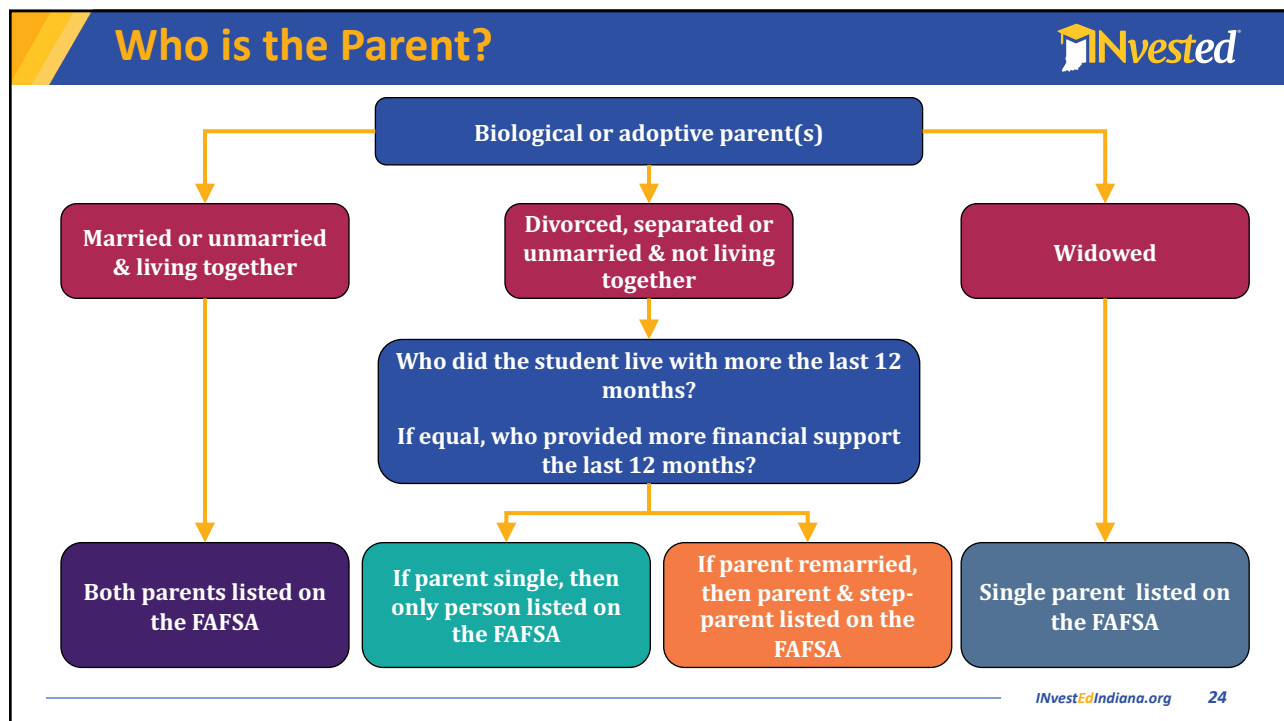 Who is the Parent?
INvested
Biological or adoptive parent(s)
Married or unmarried
& living together
Divorced, separated or
unmarried & not living
together
Widowed
Who did the student live with more the last 12
months?
If equal, who provided more financial support
the last 12 months?
Both parents listed on
the FAFSA
If parent single, then
only person listed on
the FAFSA
If parent remarried,
then parent & step-
parent listed on the
FAFSA
Single parent listed on
the FAFSA
INvestEdIndiana.org 24